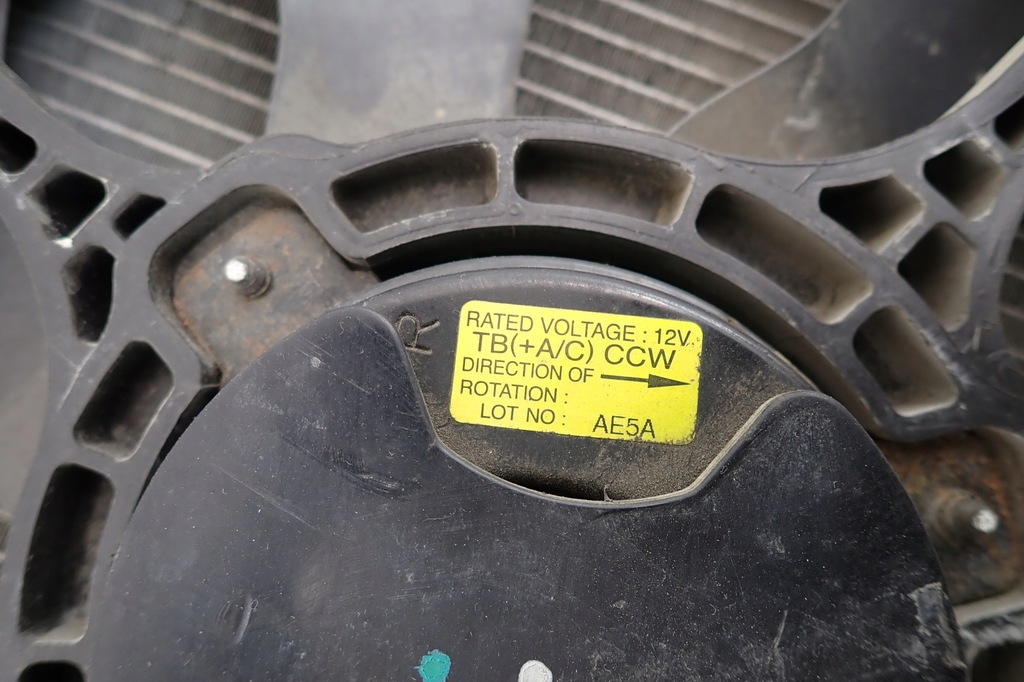 R
RATED VOLTAGE : 12V.
TB(+A/C) CCW
DIRECTION OF
ROTATION :
LOT NO : AE5A